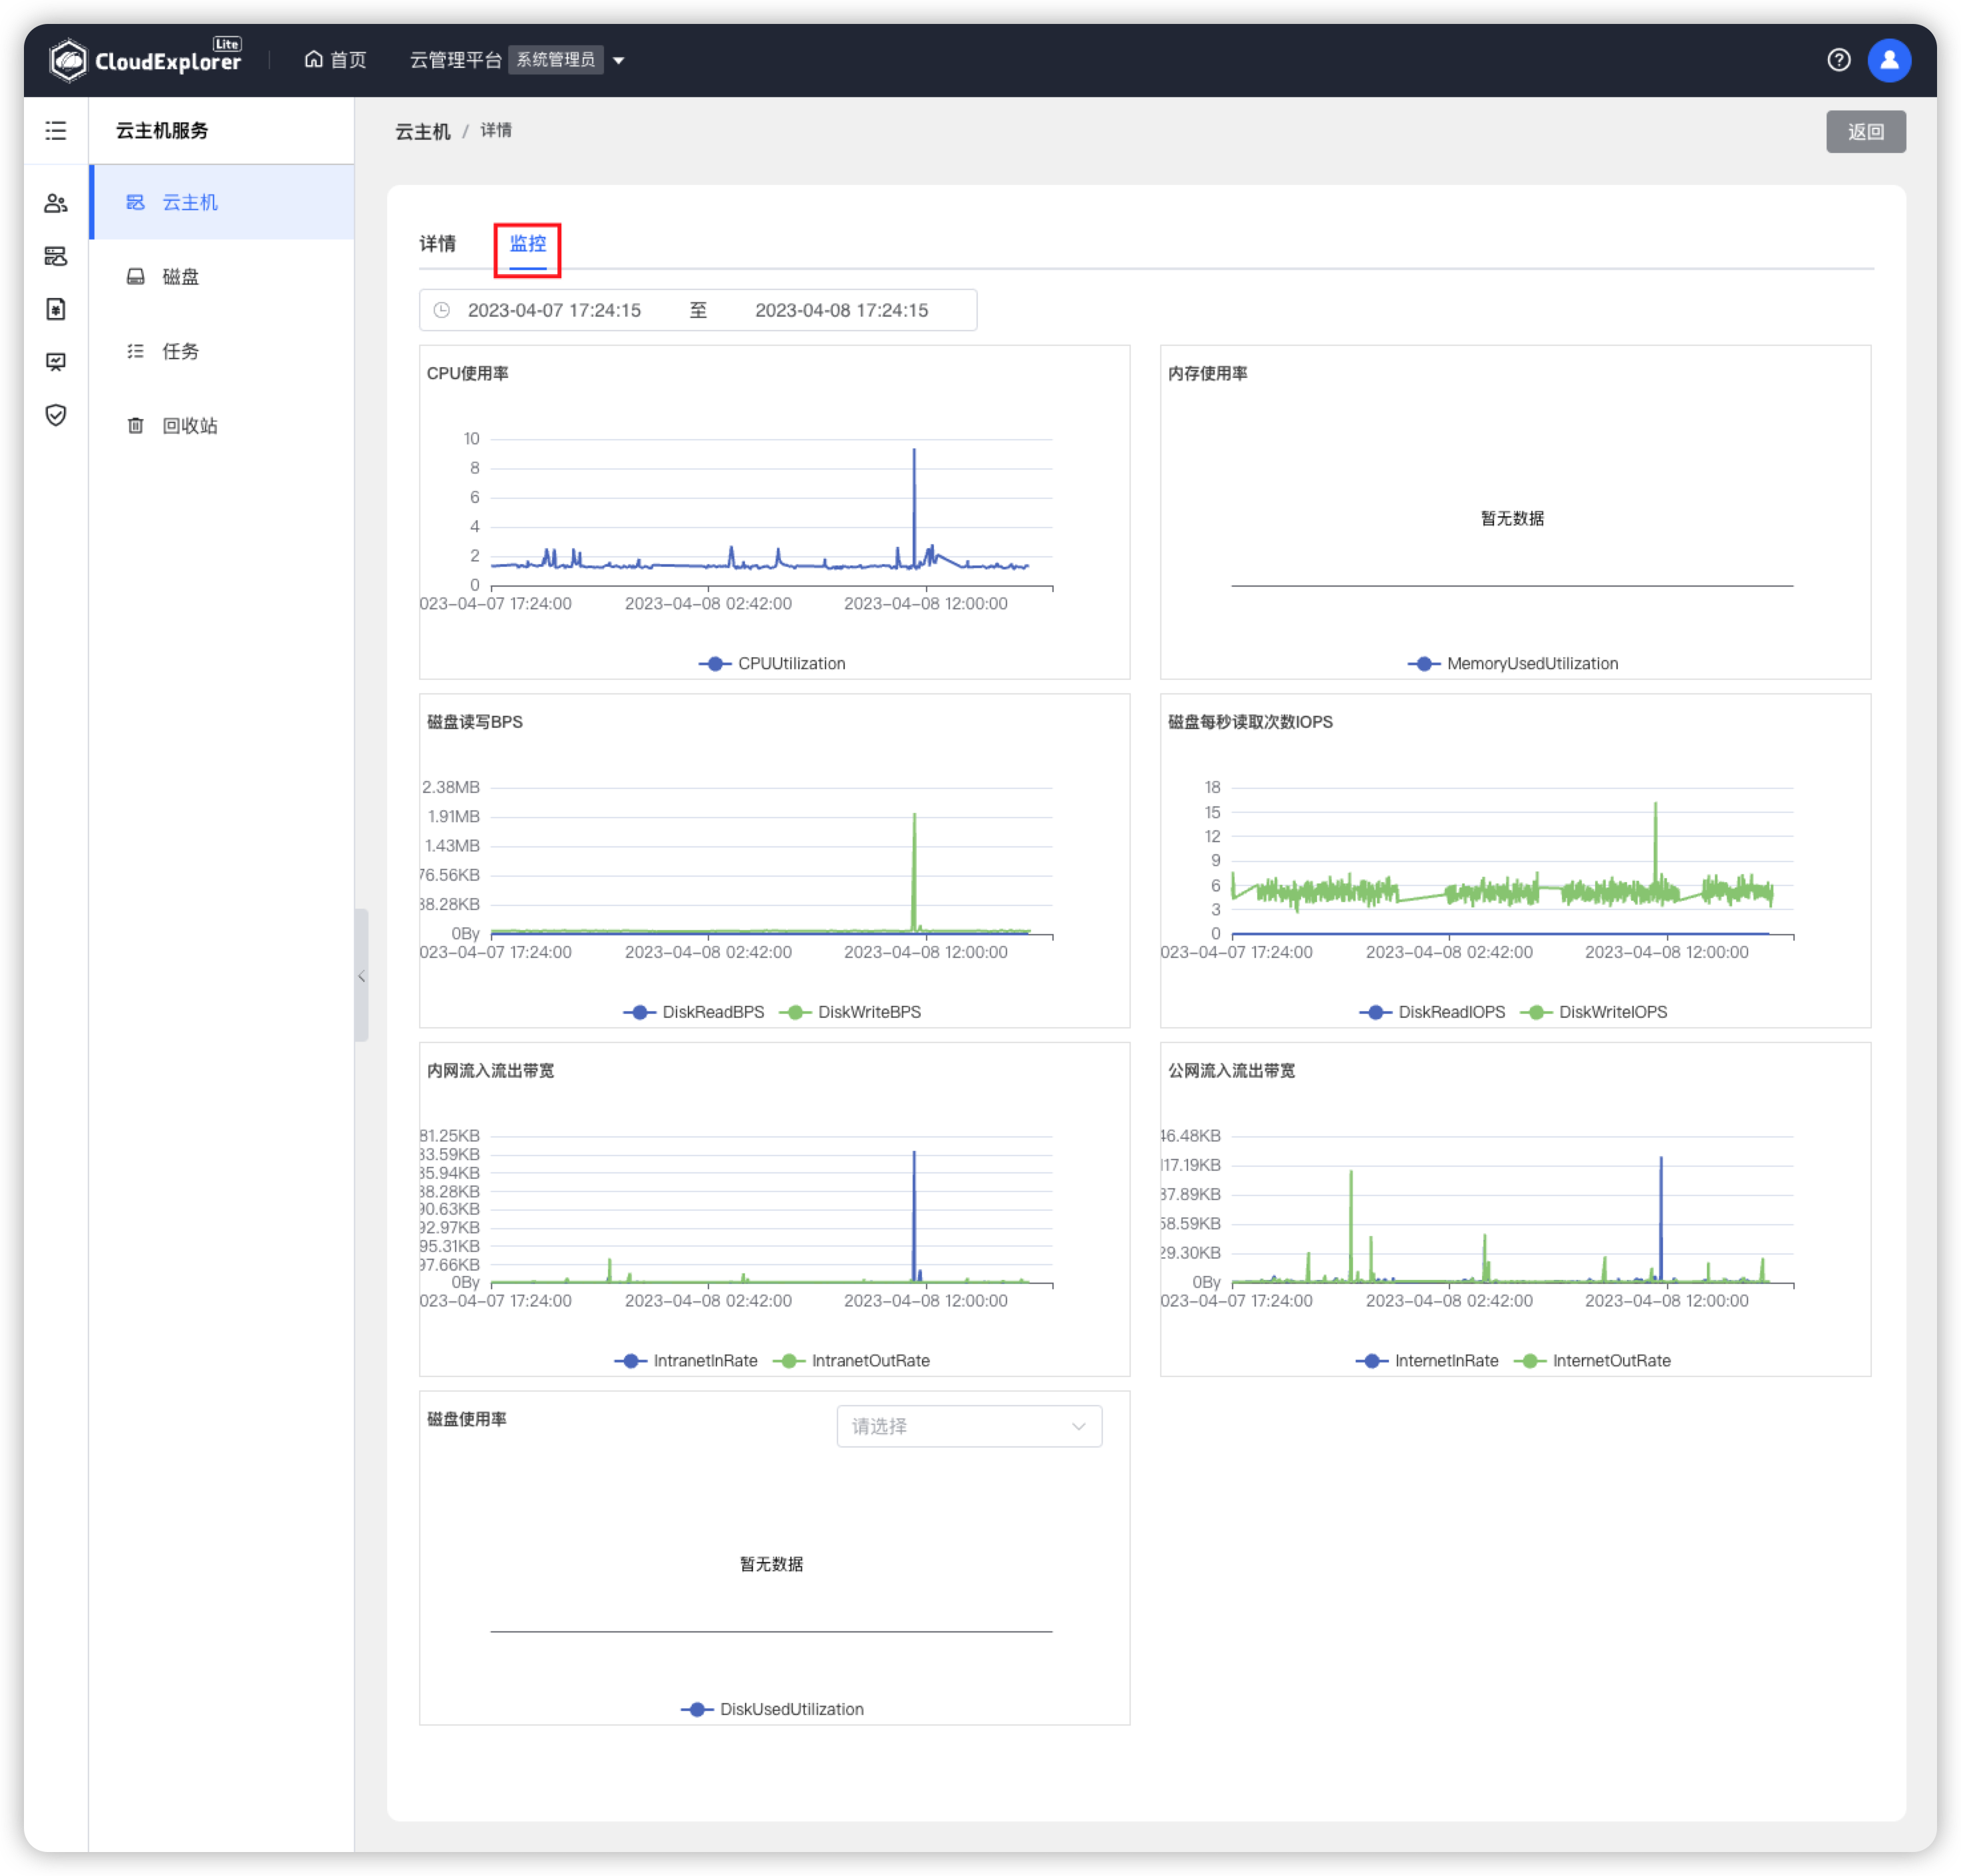 CloudExplorer Lite
首页
云管理平台 系统管理员
云主机服务
云主机
磁盘
任务
回收站
云主机 / 详情
返回
详情 监控
2023-04-07 17:24:15 至 2023-04-08 17:24:15
CPU使用率
10
8
6
4
2
0
023-04-07 17:24:00 2023-04-08 02:42:00 2023-04-08 12:00:00
CPUUtilization
内存使用率
暂无数据
MemoryUsedUtilization
磁盘读写BPS
2.38MB
1.91MB
1.43MB
76.56KB
88.28KB
0By
023-04-07 17:24:00 2023-04-08 02:42:00 2023-04-08 12:00:00
DiskReadBPS DiskWriteBPS
磁盘每秒读取次数IOPS
18
15
12
9
6
3
0
023-04-07 17:24:00 2023-04-08 02:42:00 2023-04-08 12:00:00
DiskReadIOPS DiskWriteIOPS
内网流入流出带宽
81.25KB
83.59KB
85.94KB
88.28KB
90.63KB
92.97KB
95.31KB
97.66KB
0By
023-04-07 17:24:00 2023-04-08 02:42:00 2023-04-08 12:00:00
IntranetInRate IntranetOutRate
公网流入流出带宽
46.48KB
117.19KB
87.89KB
58.59KB
29.30KB
0By
023-04-07 17:24:00 2023-04-08 02:42:00 2023-04-08 12:00:00
InternetInRate InternetOutRate
磁盘使用率
请选择
暂无数据
DiskUsedUtilization